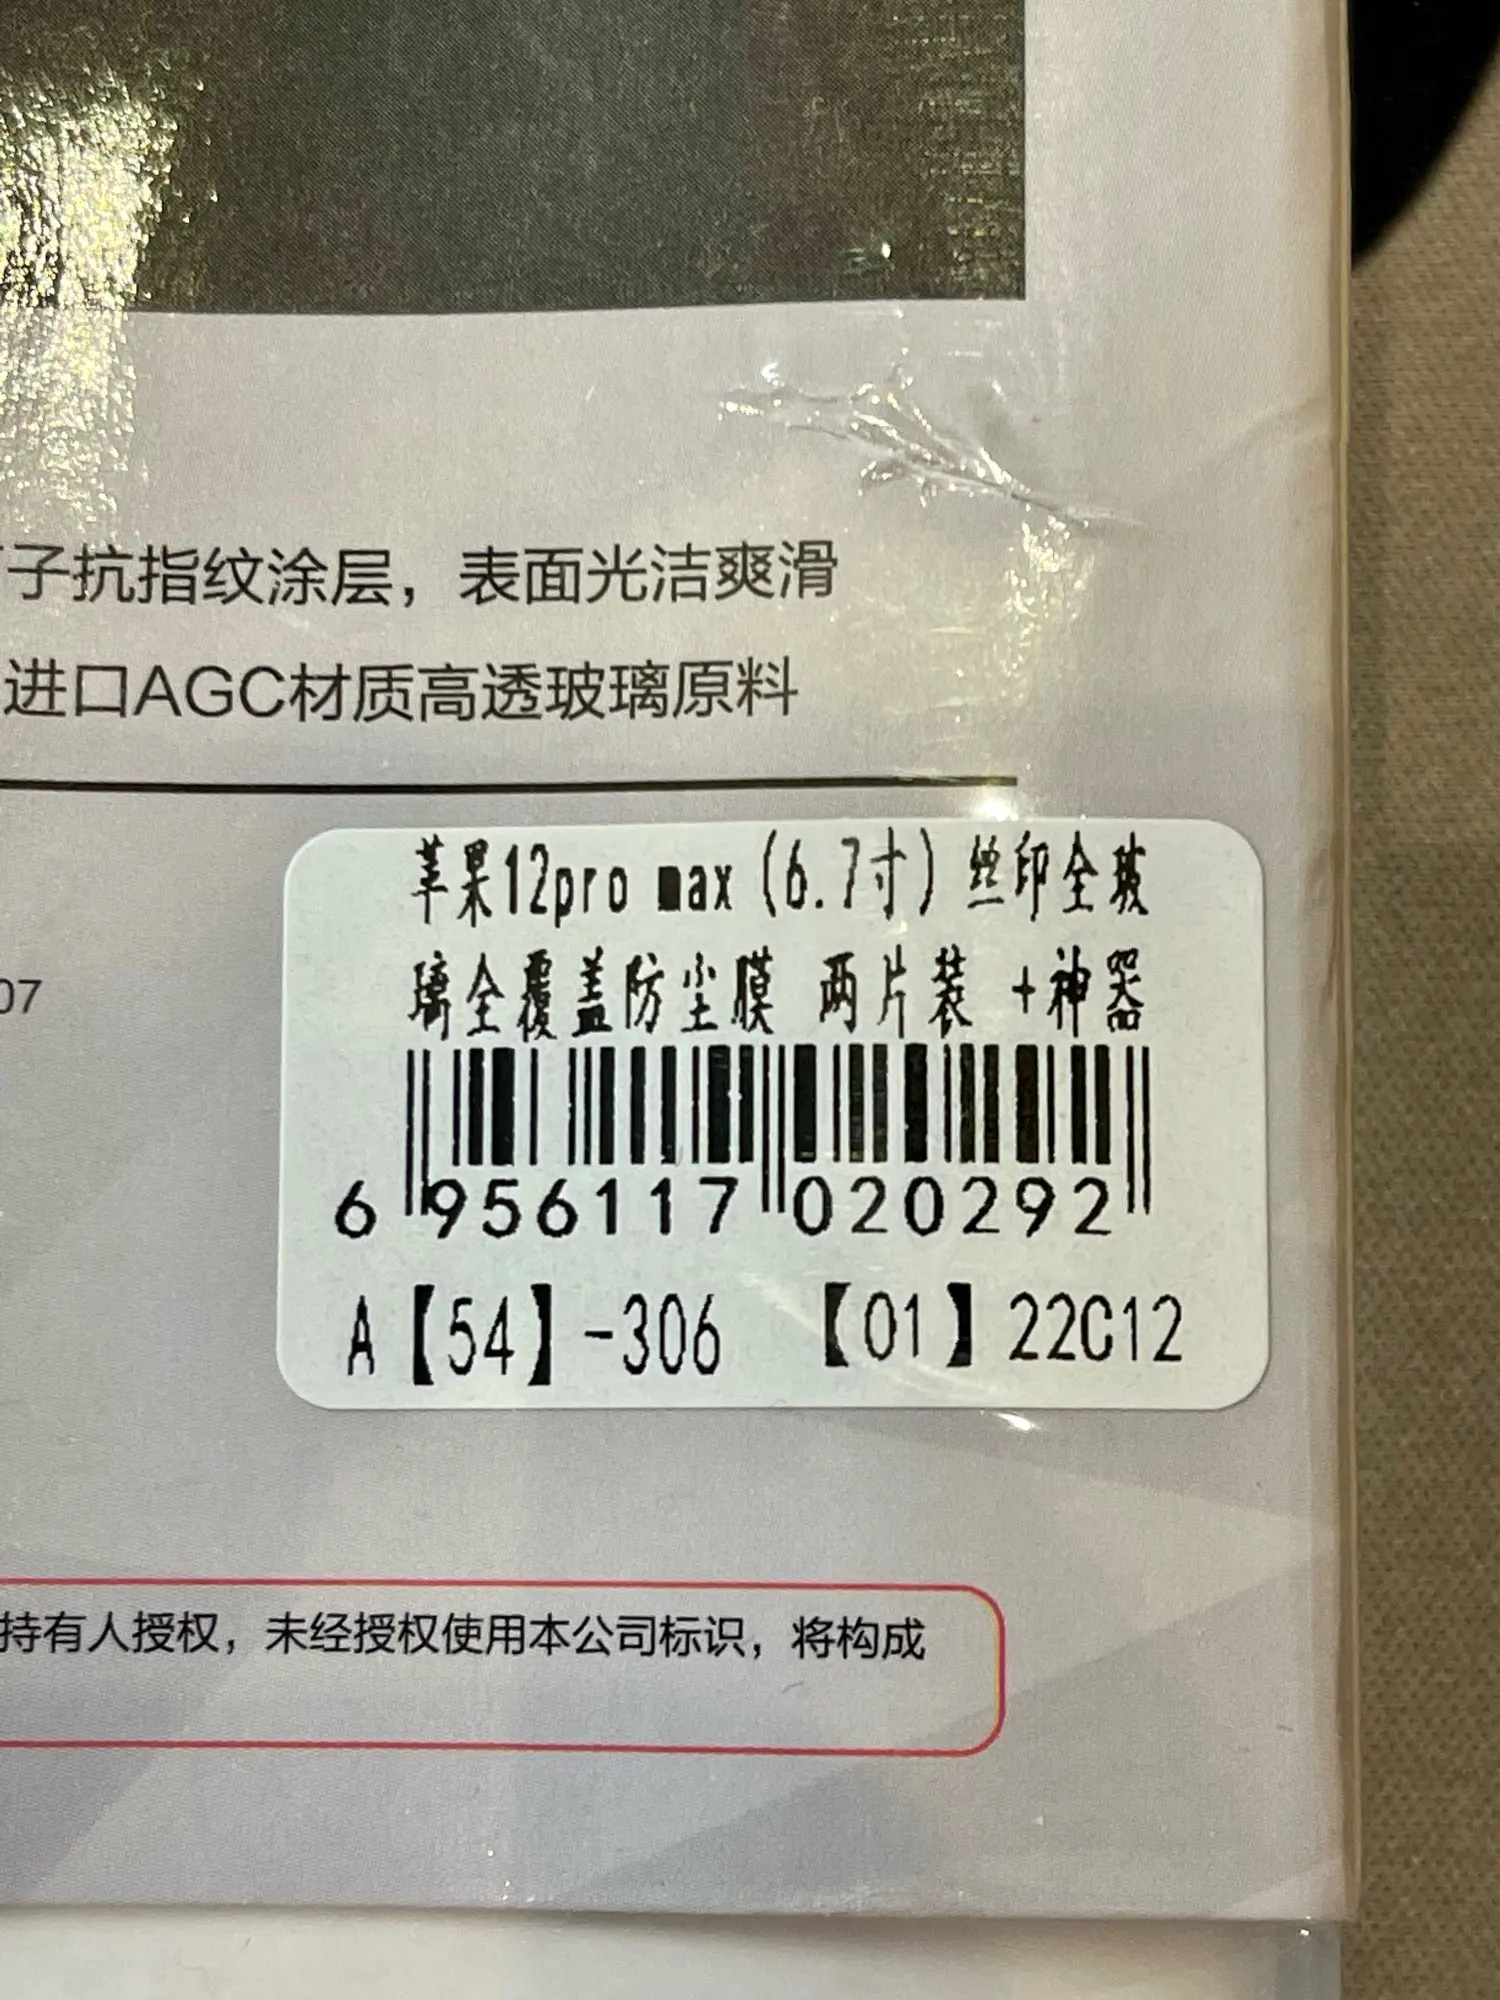 子抗指纹涂层，表面光洁爽滑
进口AGC材质高透玻璃原料
07
苹果12pro max (6.7寸) 丝印全玻
璃全覆盖防尘膜 两片装 +神器
6 956117 020292
A【54】-306 【01】22C12
持有人授权，未经授权使用本公司标识，将构成